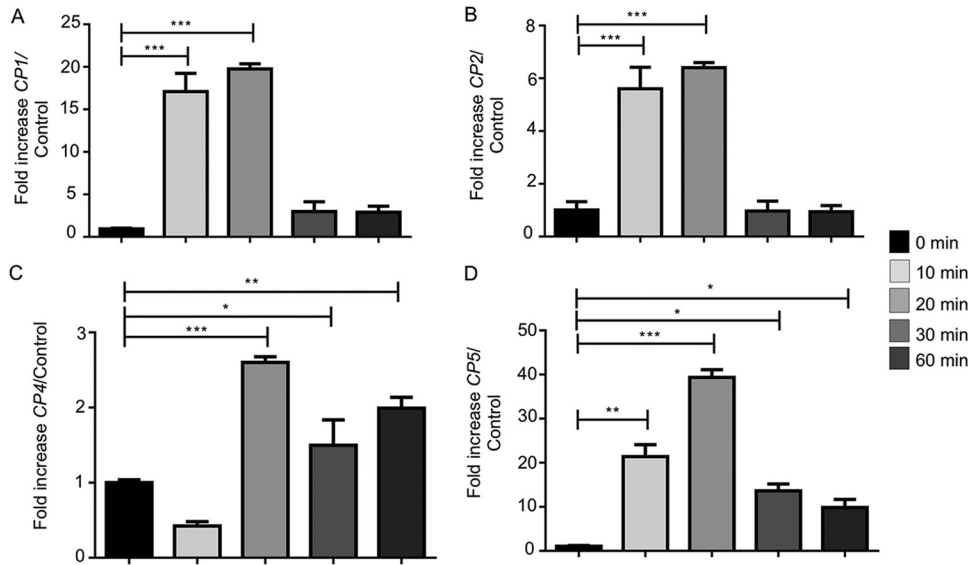 A
Fold increase CP1/
Control
25
20
15
10
5
0
***
***
B
Fold increase CP2/
Control
8
6
4
2
0
***
***
C
Fold increase CP4/Control
3
2
1
0
**
*
***
D
Fold increase CP5/
Control
50
40
30
20
10
0
*
*
***
**
0 min
10 min
20 min
30 min
60 min